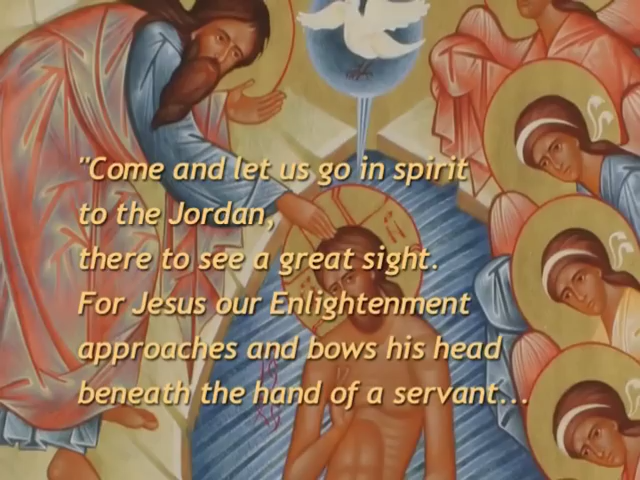 "Come and let us go in spirit
to the Jordan,
there to see a great sight.
For Jesus our Enlightenment
approaches and bows his head
beneath the hand of a servant...